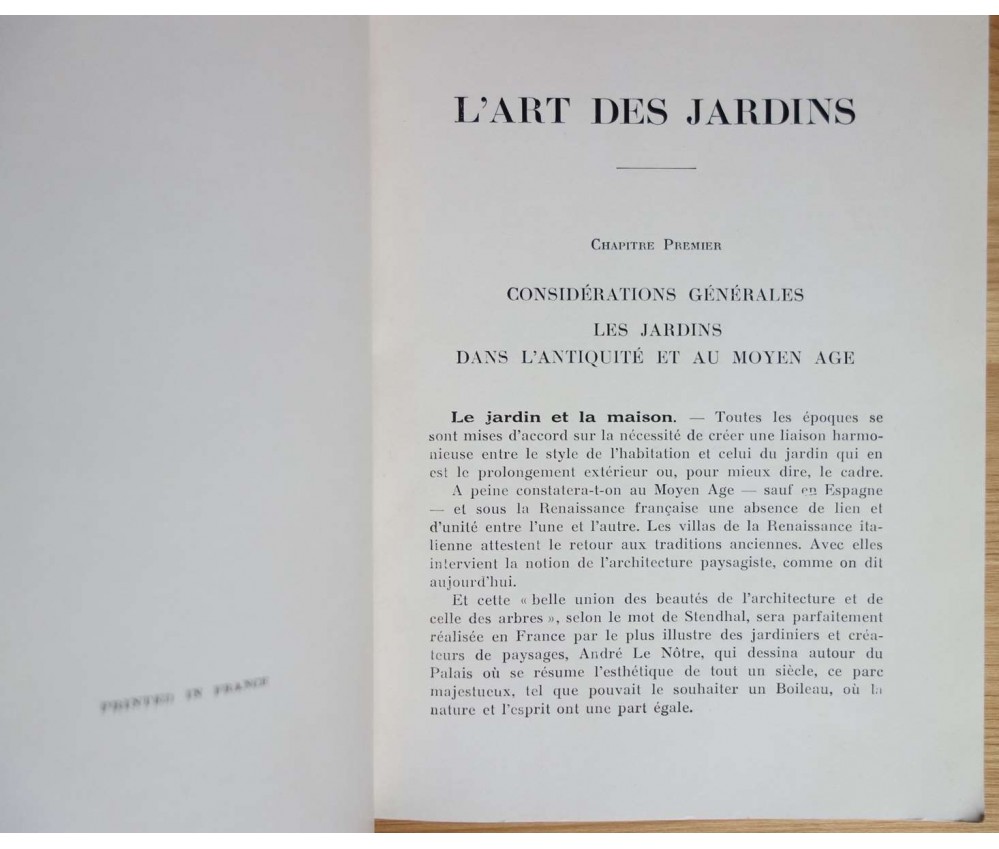 PRINTED IN FRANCE
L'ART DES JARDINS
CHAPITRE PREMIER
CONSIDÉRATIONS GÉNÉRALES
LES JARDINS
DANS L'ANTIQUITÉ ET AU MOYEN AGE
Le jardin et la maison. — Toutes les époques se
sont mises d'accord sur la nécessité de créer une liaison harmo-
nieuse entre le style de l'habitation et celui du jardin qui en
est le prolongement extérieur ou, pour mieux dire, le cadre.
A peine constatera-t-on au Moyen Age — sauf en Espagne
— et sous la Renaissance française une absence de lien et
d'unité entre l'une et l'autre. Les villas de la Renaissance ita-
lienne attestent le retour aux traditions anciennes. Avec elles
intervient la notion de l'architecture paysagiste, comme on dit
aujourd'hui.
Et cette « belle union des beautés de l'architecture et de
celle des arbres », selon le mot de Stendhal, sera parfaitement
réalisée en France par le plus illustre des jardiniers et créa-
teurs de paysages, André Le Nôtre, qui dessina autour du
Palais où se résume l'esthétique de tout un siècle, ce parc
majestueux, tel que pouvait le souhaiter un Boileau, où la
nature et l'esprit ont une part égale.